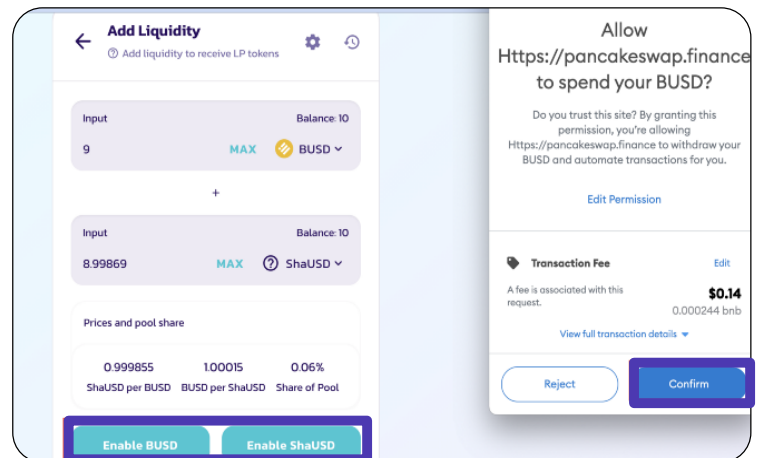 Add Liquidity
Add liquidity to receive LP tokens
Input Balance: 10
9 MAX BUSD
+
Input Balance: 10
8.99869 MAX ? ShaUSD
Prices and pool share
0.999855 1.00015 0.06%
ShaUSD per BUSD BUSD per ShaUSD Share of Pool
Enable BUSD Enable ShaUSD
Allow
Https://pancakeswap.finance
to spend your BUSD?
Do you trust this site? By granting this
permission, you're allowing
Https://pancakeswap.finance to withdraw your
BUSD and automate transactions for you.
Edit Permission
Transaction Fee Edit
A fee is associated with this
request.
$0.14
0.000244 bnb
View full transaction details
Reject Confirm